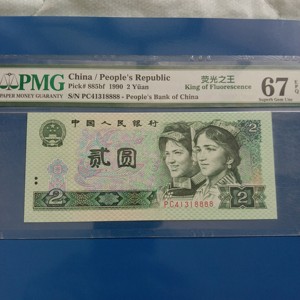 PMG
PAPER MONEY GUARANTY
China / People's Republic
Pick# 885bf 1990 2 Yüan
S/N PC41318888 - People's Bank of China
荧光之王
King of Fluorescence
67 EPQ
Superb Gem Unc
中国人民银行
贰圆
2
2
PC41318888